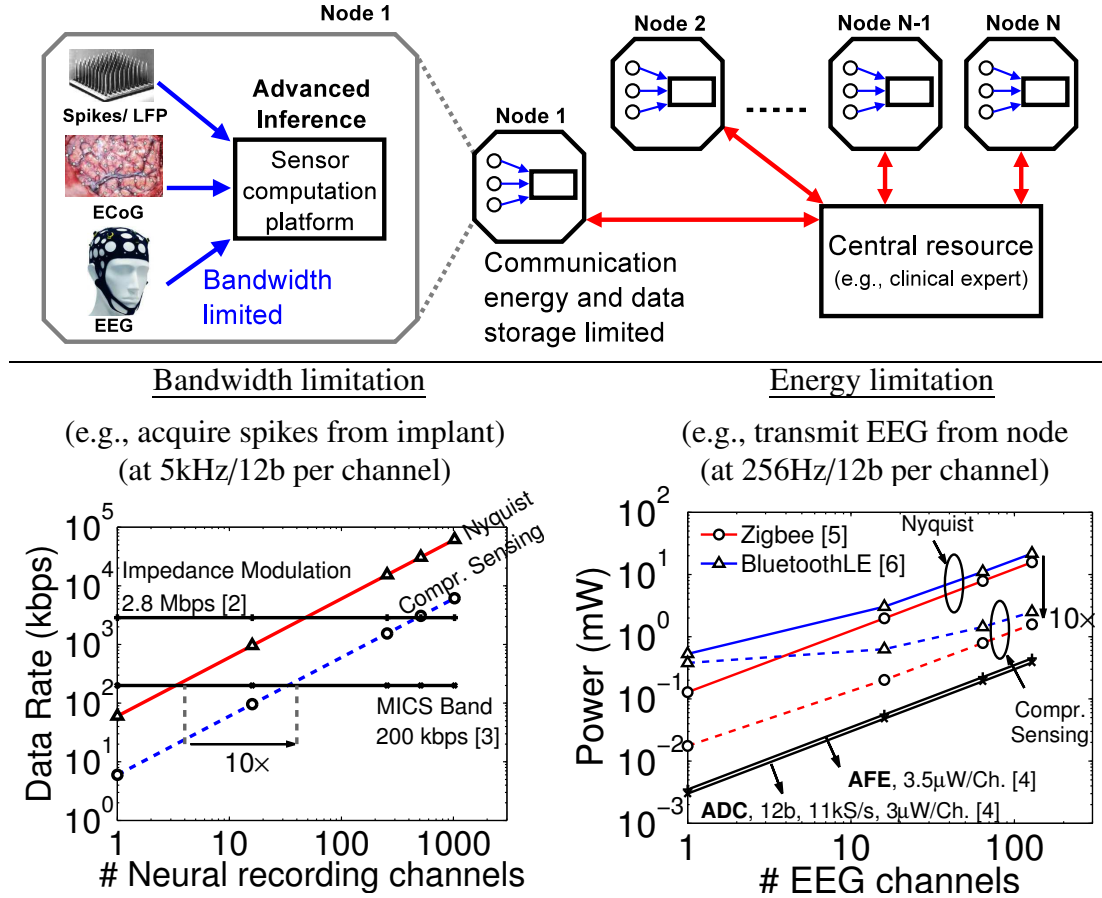 Node 1
Node 2
Node N-1
Node N
Spikes/ LFP
ECoG
EEG
Advanced
Inference
Sensor
computation
platform
Bandwidth
limited
Node 1
Communication
energy and data
storage limited
Central resource
(e.g., clinical expert)
Bandwidth limitation
(e.g., acquire spikes from implant)
(at 5kHz/12b per channel)
Data Rate (kbps)
10^5
10^4
10^3
10^2
10^1
10^0
Nyquist
Compr. Sensing
Impedance Modulation
2.8 Mbps [2]
MICS Band
200 kbps [3]
10×
1
10
100
1000
# Neural recording channels
Energy limitation
(e.g., transmit EEG from node
(at 256Hz/12b per channel)
Power (mW)
10^2
10^1
10^0
10^-1
10^-2
10^-3
Zigbee [5]
BluetoothLE [6]
Nyquist
10×
Compr.
Sensing
AFE, 3.5μW/Ch. [4]
ADC, 12b, 11kS/s, 3μW/Ch. [4]
1
10
100
# EEG channels